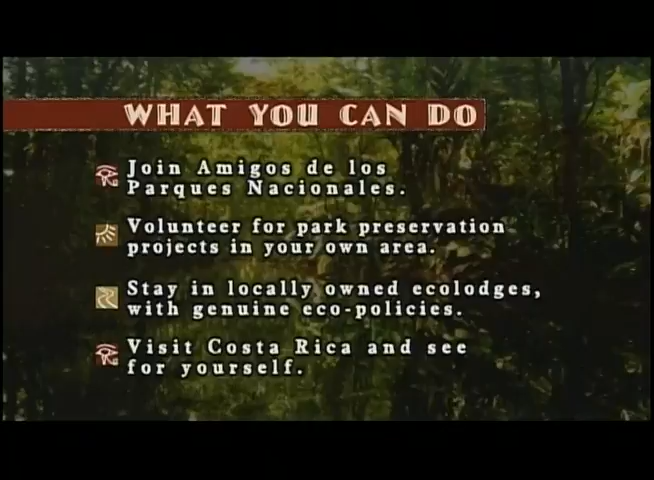 WHAT YOU CAN DO
Join Amigos de los
Parques Nacionales.
Volunteer for park preservation
projects in your own area.
Stay in locally owned ecolodges,
with genuine eco-policies.
Visit Costa Rica and see
for yourself.